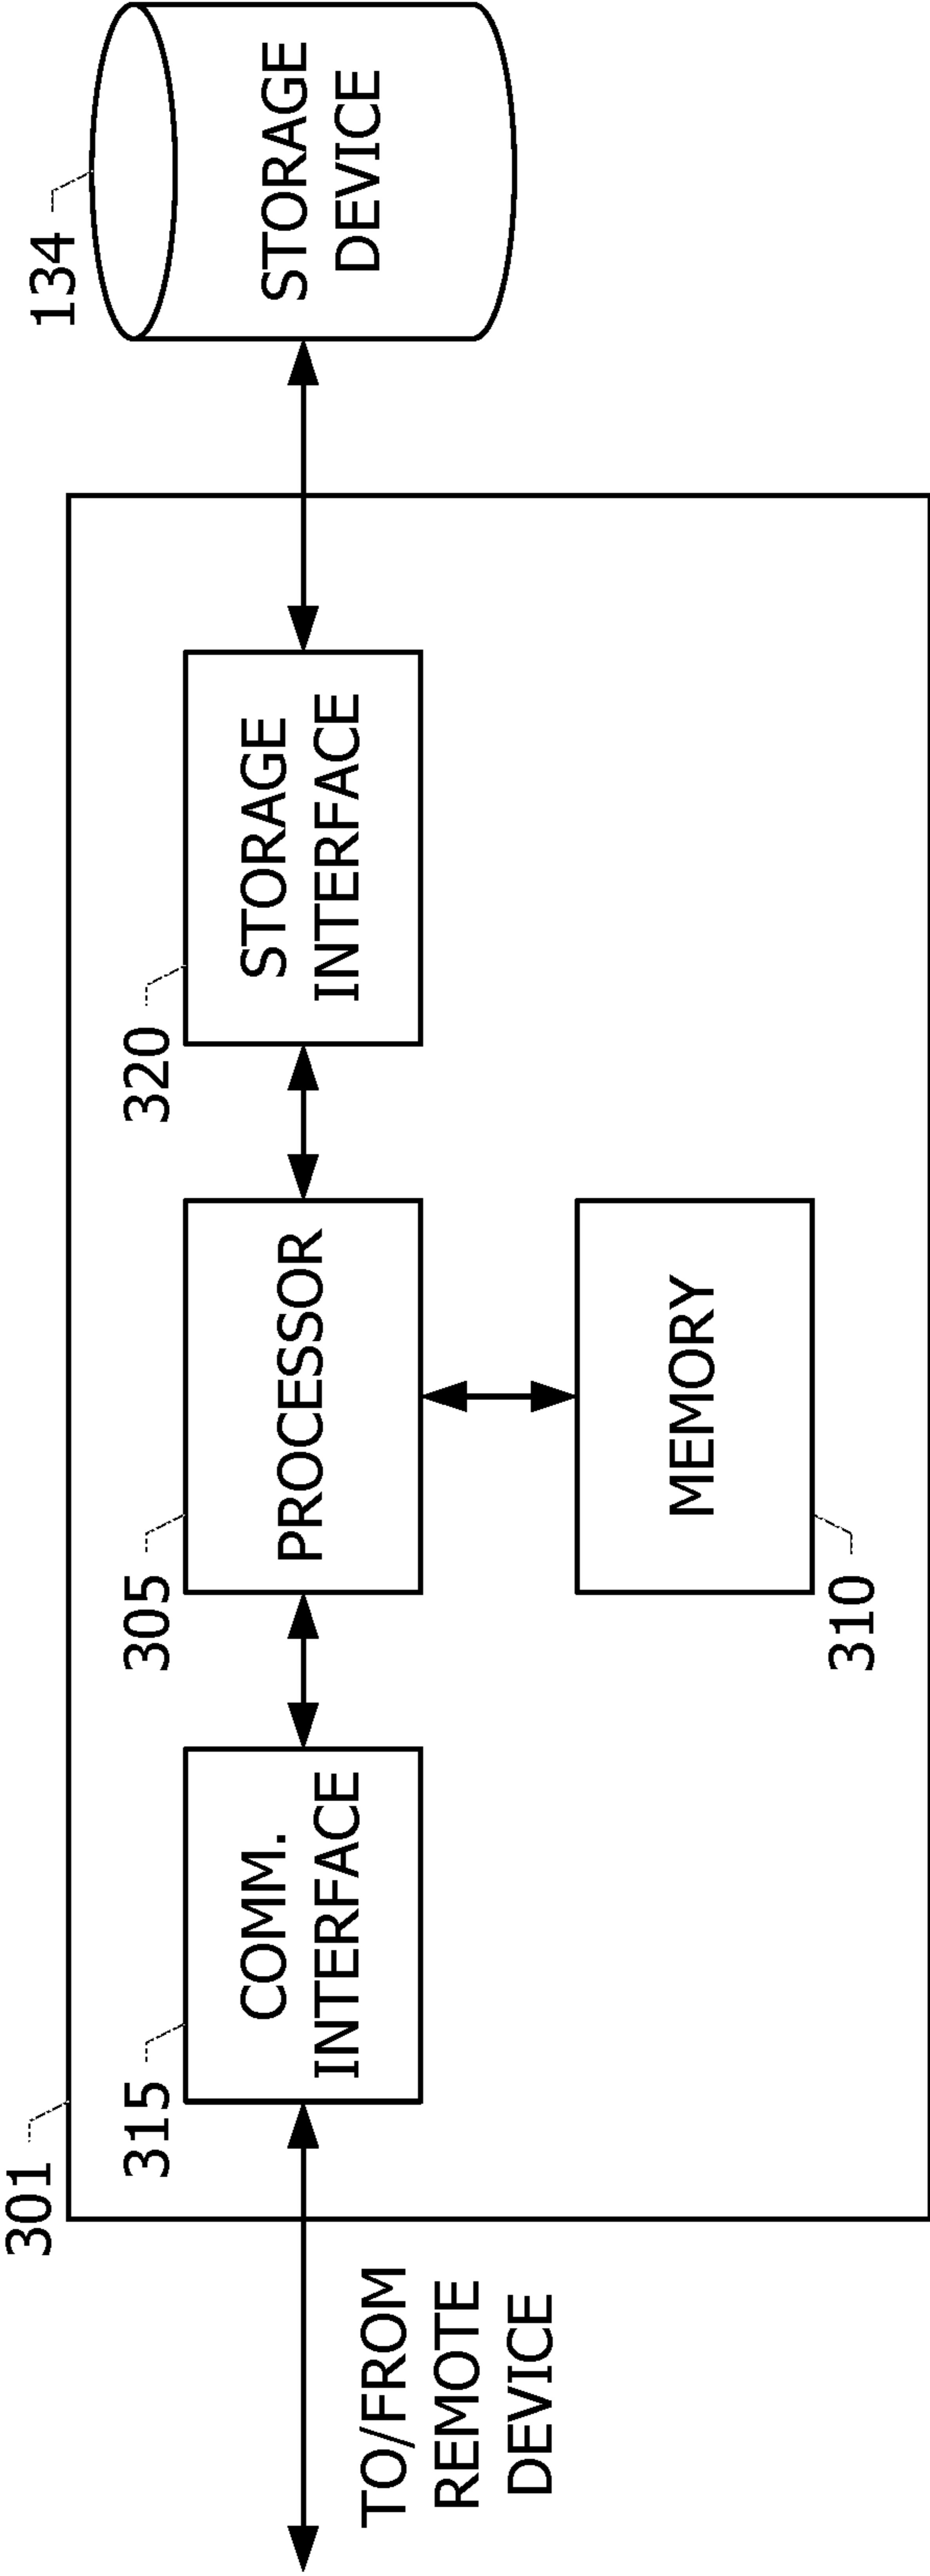 301
315
COMM.
INTERFACE
305
PROCESSOR
320
STORAGE
INTERFACE
134
STORAGE
DEVICE
TO/FROM
REMOTE
DEVICE
MEMORY
310